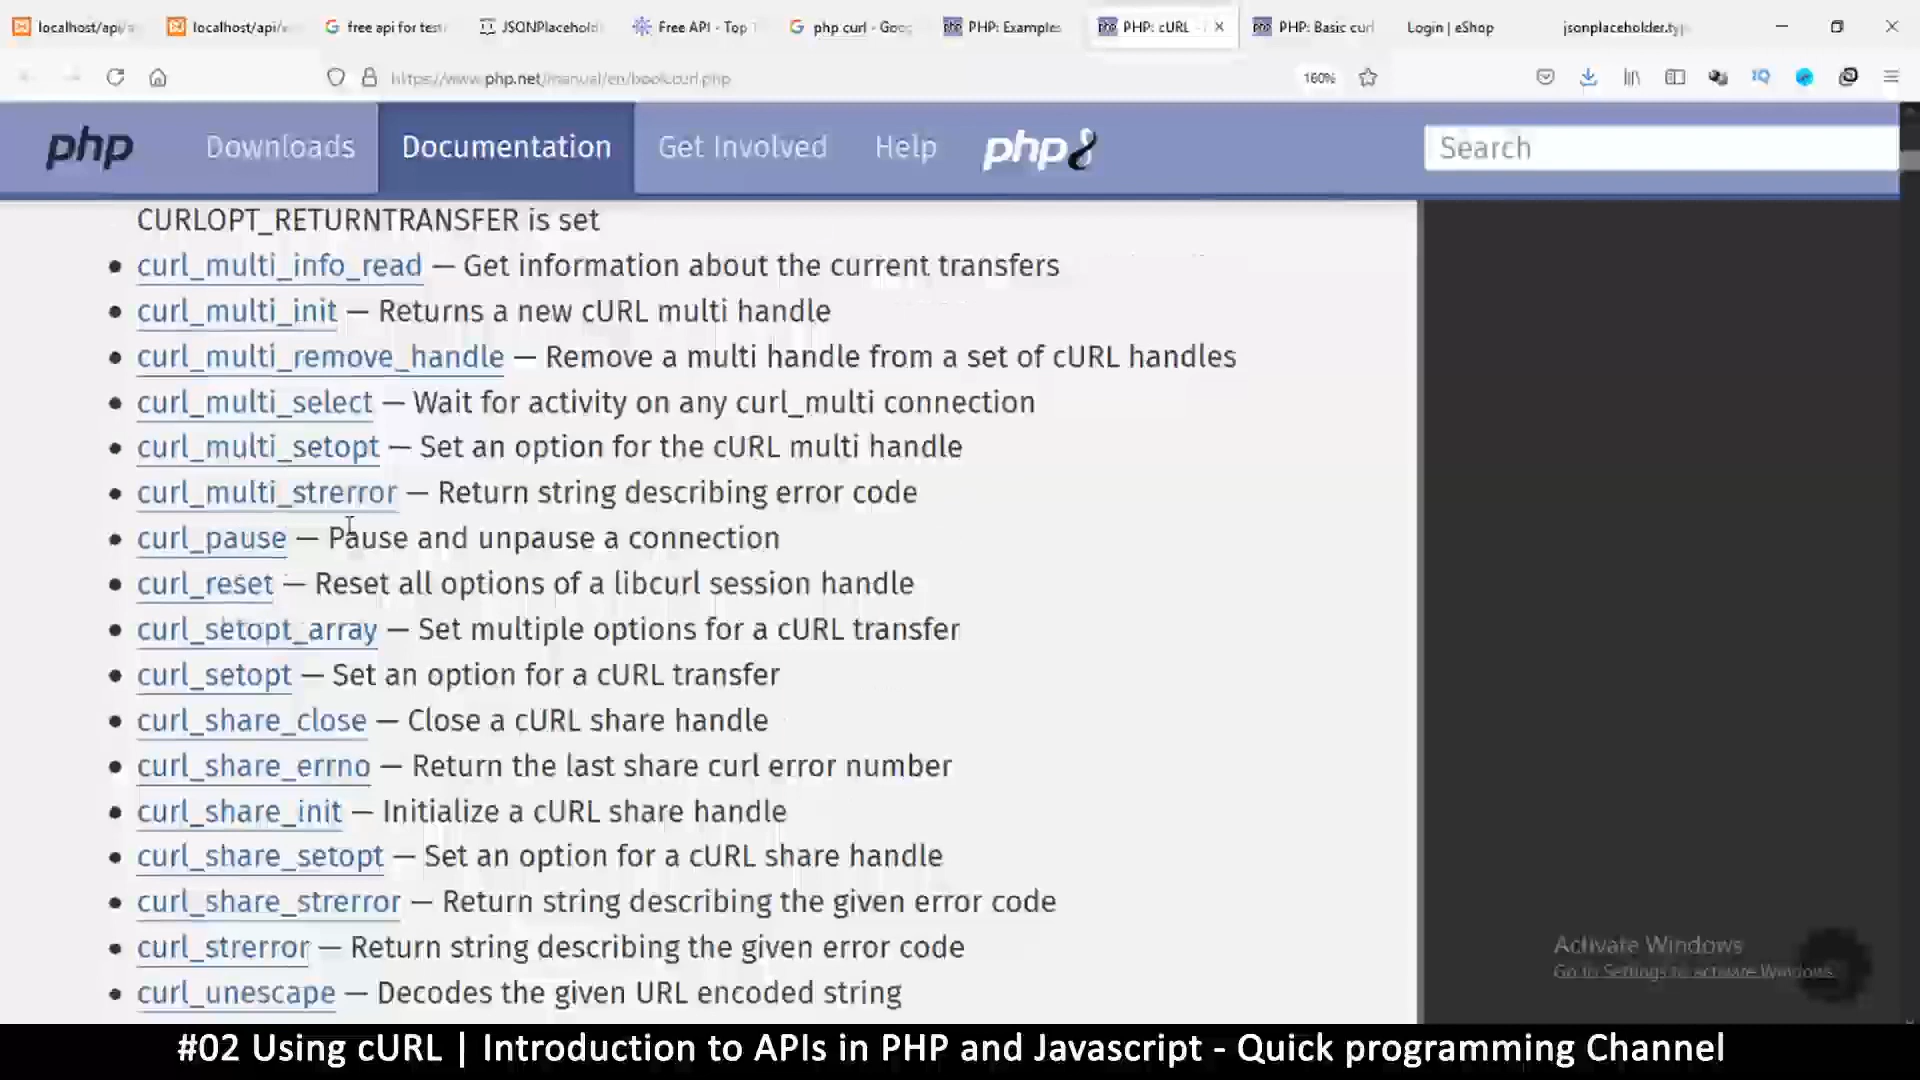 localhost/api/
localhost/api/
free api for test
JSONPlacehold
Free API - Top
php curl - Goo
PHP: Examples
PHP: cURL -
PHP: Basic curl
Login | eShop
jsonplaceholder.typ
https://www.php.net/manual/en/book.curl.php
160%
php
Downloads
Documentation
Get Involved
Help
php8
Search
CURLOPT_RETURNTRANSFER is set
curl_multi_info_read — Get information about the current transfers
curl_multi_init — Returns a new cURL multi handle
curl_multi_remove_handle — Remove a multi handle from a set of cURL handles
curl_multi_select — Wait for activity on any curl_multi connection
curl_multi_setopt — Set an option for the cURL multi handle
curl_multi_strerror — Return string describing error code
curl_pause — Pause and unpause a connection
curl_reset — Reset all options of a libcurl session handle
curl_setopt_array — Set multiple options for a cURL transfer
curl_setopt — Set an option for a cURL transfer
curl_share_close — Close a cURL share handle
curl_share_errno — Return the last share curl error number
curl_share_init — Initialize a cURL share handle
curl_share_setopt — Set an option for a cURL share handle
curl_share_strerror — Return string describing the given error code
curl_strerror — Return string describing the given error code
curl_unescape — Decodes the given URL encoded string
Activate Windows
Go to Settings to activate Windows.
#02 Using cURL | Introduction to APIs in PHP and Javascript - Quick programming Channel